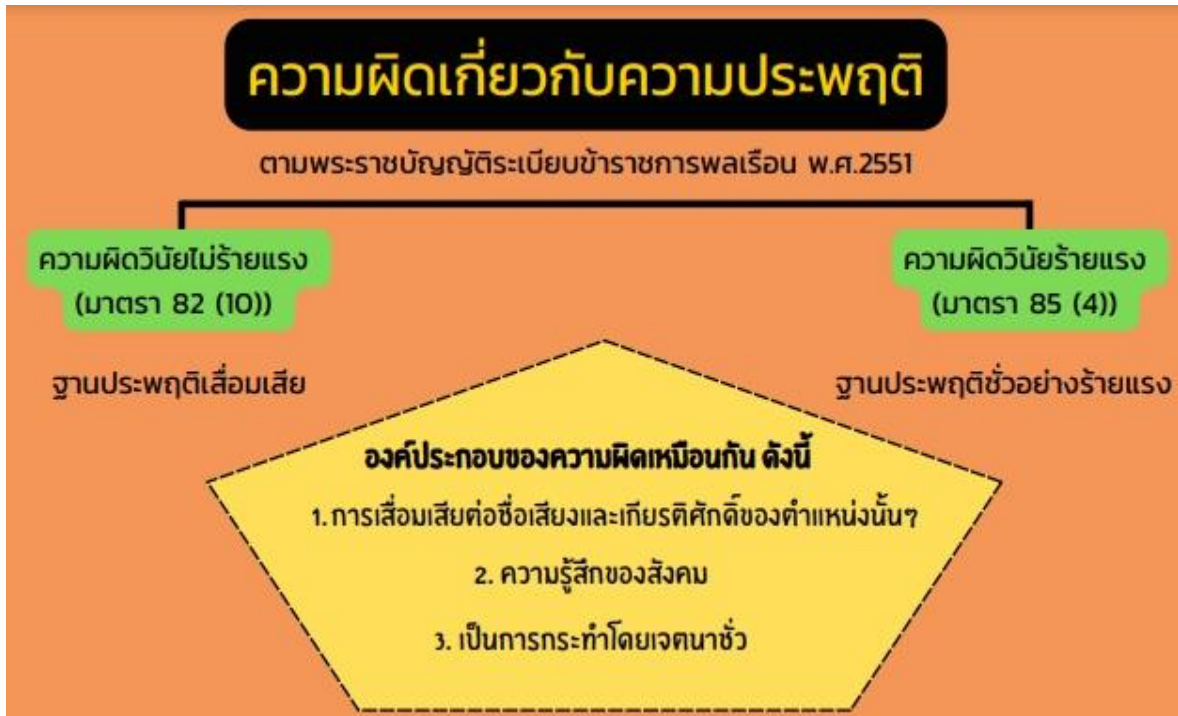 ความผิดเกี่ยวกับความประพฤติ
ตามพระราชบัญญัติระเบียบข้าราชการพลเรือน พ.ศ.2551
ความผิดวินัยไม่ร้ายแรง
(มาตรา 82 (10))
ความผิดวินัยร้ายแรง
(มาตรา 85 (4))
ฐานประพฤติเสื่อมเสีย
ฐานประพฤติชั่วอย่างร้ายแรง
องค์ประกอบของความผิดเหมือนกัน ดังนี้
1. การเสื่อมเสียต่อชื่อเสียงและเกียรติศักดิ์ของตำแหน่งนั้นๆ
2. ความรู้สึกของสังคม
3. เป็นการกระทำโดยเจตนาชั่ว